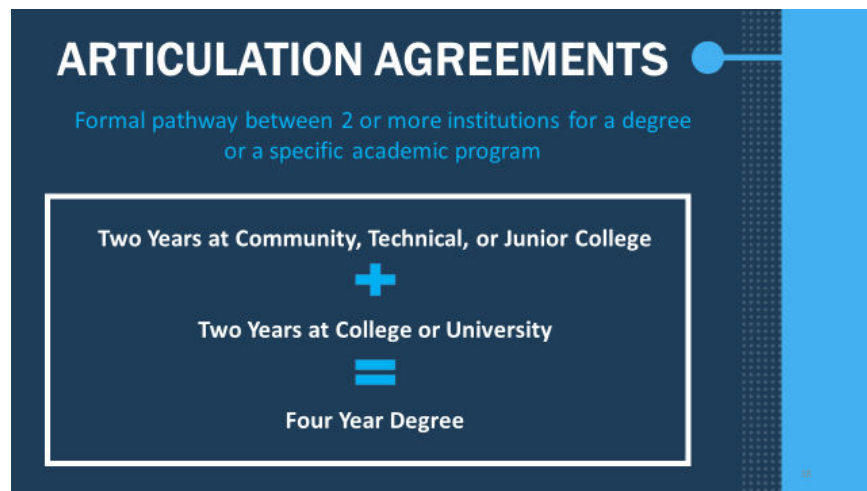 ARTICULATION AGREEMENTS
Formal pathway between 2 or more institutions for a degree
or a specific academic program
Two Years at Community, Technical, or Junior College
+
Two Years at College or University
=
Four Year Degree